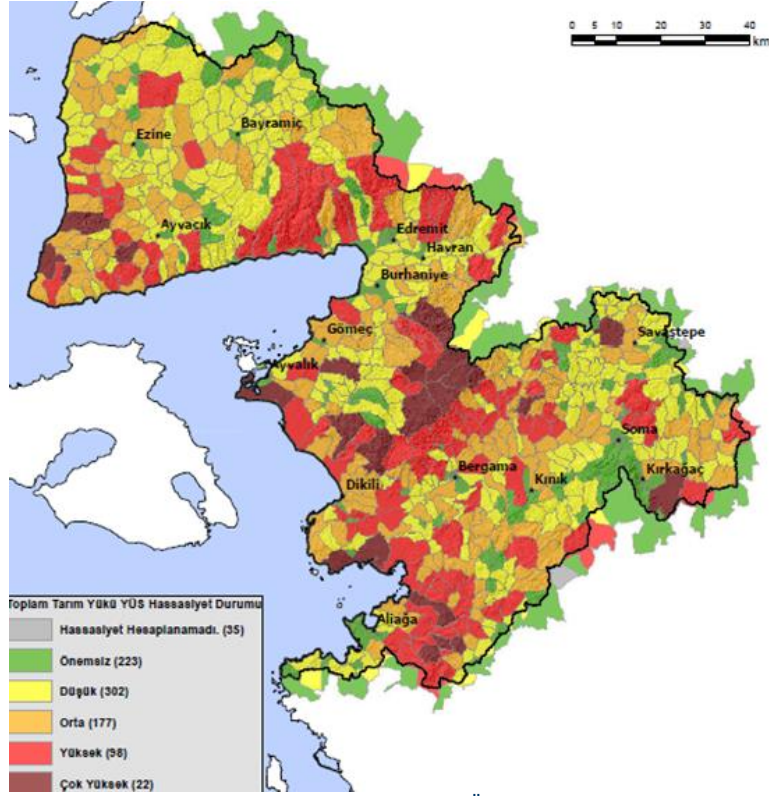 0 5 10 20 30 40
km
Ezine
Bayramiç
Ayvacık
Edremit
Havran
Burhaniye
Gömeç
Savaştepe
Ayvalık
Soma
Bergama
Kırkağaç
Dikili
Kınık
Aliağa
Toplam Tarım Yükü YÜS Hassasiyet Durumu
Hassasiyet Hesaplanamadı. (35)
Önemsiz (223)
Düşük (302)
Orta (177)
Yüksek (98)
Çok Yüksek (22)